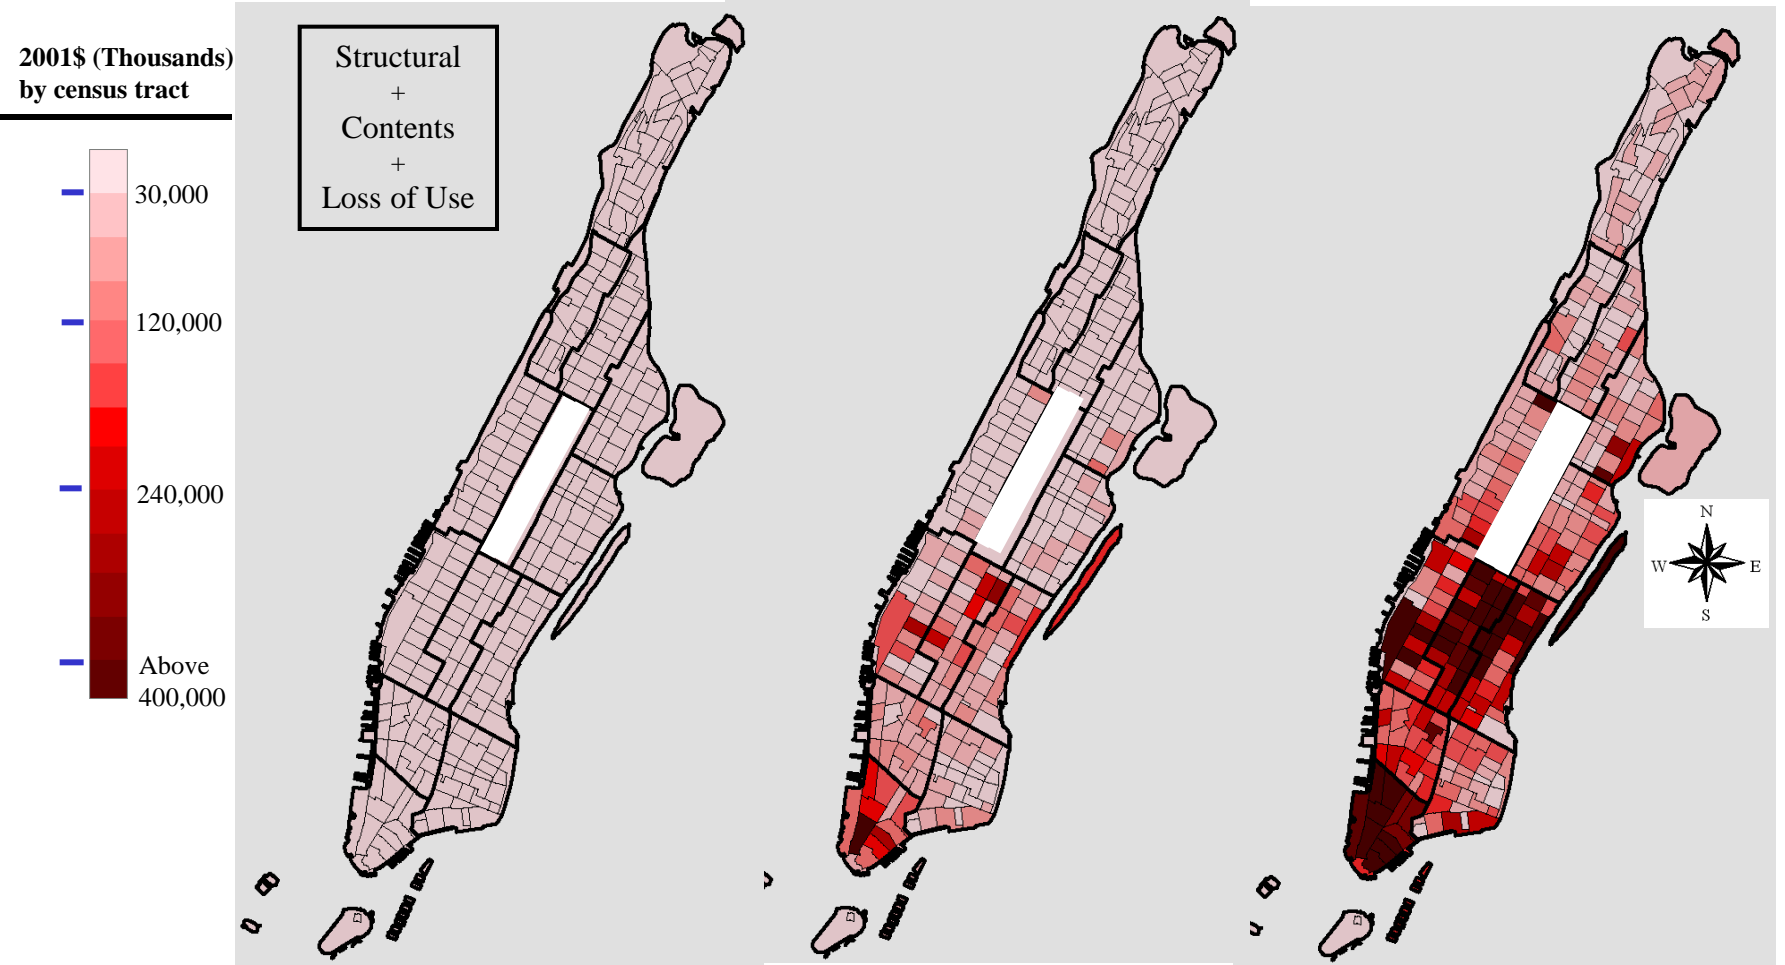 2001$ (Thousands)
by census tract
30,000
120,000
240,000
Above
400,000
Structural
+
Contents
+
Loss of Use
N
W
E
S